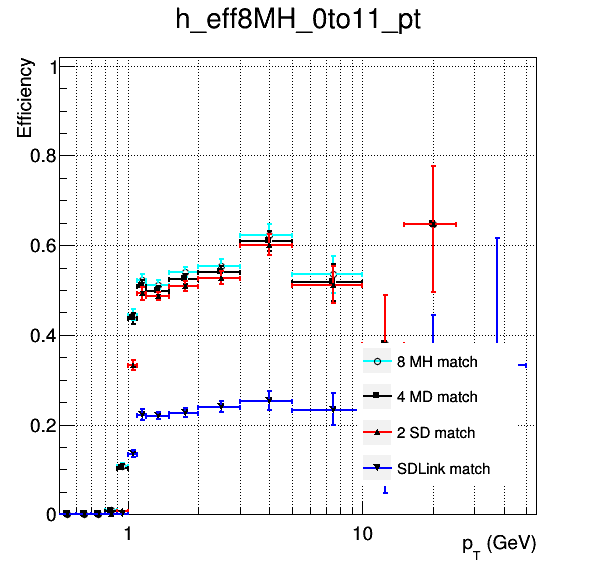 h_eff8MH_0to11_pt
Efficiency
1
0.8
0.6
0.4
0.2
0
8 MH match
4 MD match
2 SD match
SDLink match
1
10
p_T (GeV)